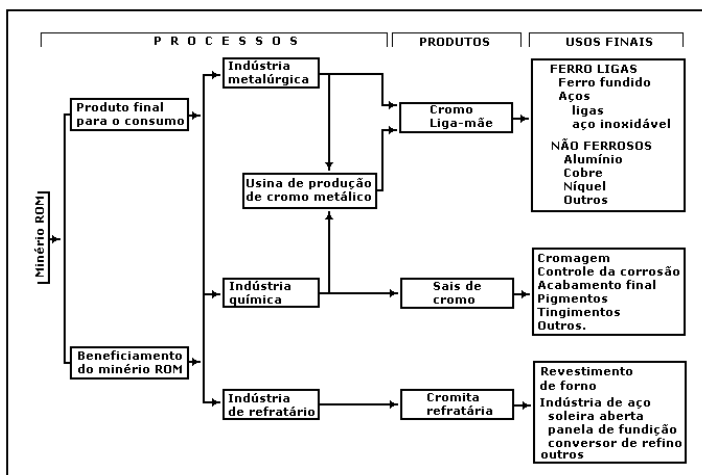 PROCESSOS
PRODUTOS
USOS FINAIS
Minério ROM
Produto final
para o consumo
Beneficiamento
do minério ROM
Indústria
metalúrgica
Usina de produção
de cromo metálico
Indústria
química
Indústria
de refratário
Cromo
Liga-mãe
Sais de
cromo
Cromita
refratária
FERRO LIGAS
Ferro fundido
Aços
ligas
aço inoxidável
NÃO FERROSOS
Alumínio
Cobre
Níquel
Outros
Cromagem
Controle da corrosão
Acabamento final
Pigmentos
Tingimentos
Outros.
Revestimento
de forno
Indústria de aço
soleira aberta
panela de fundição
conversor de refino
outros